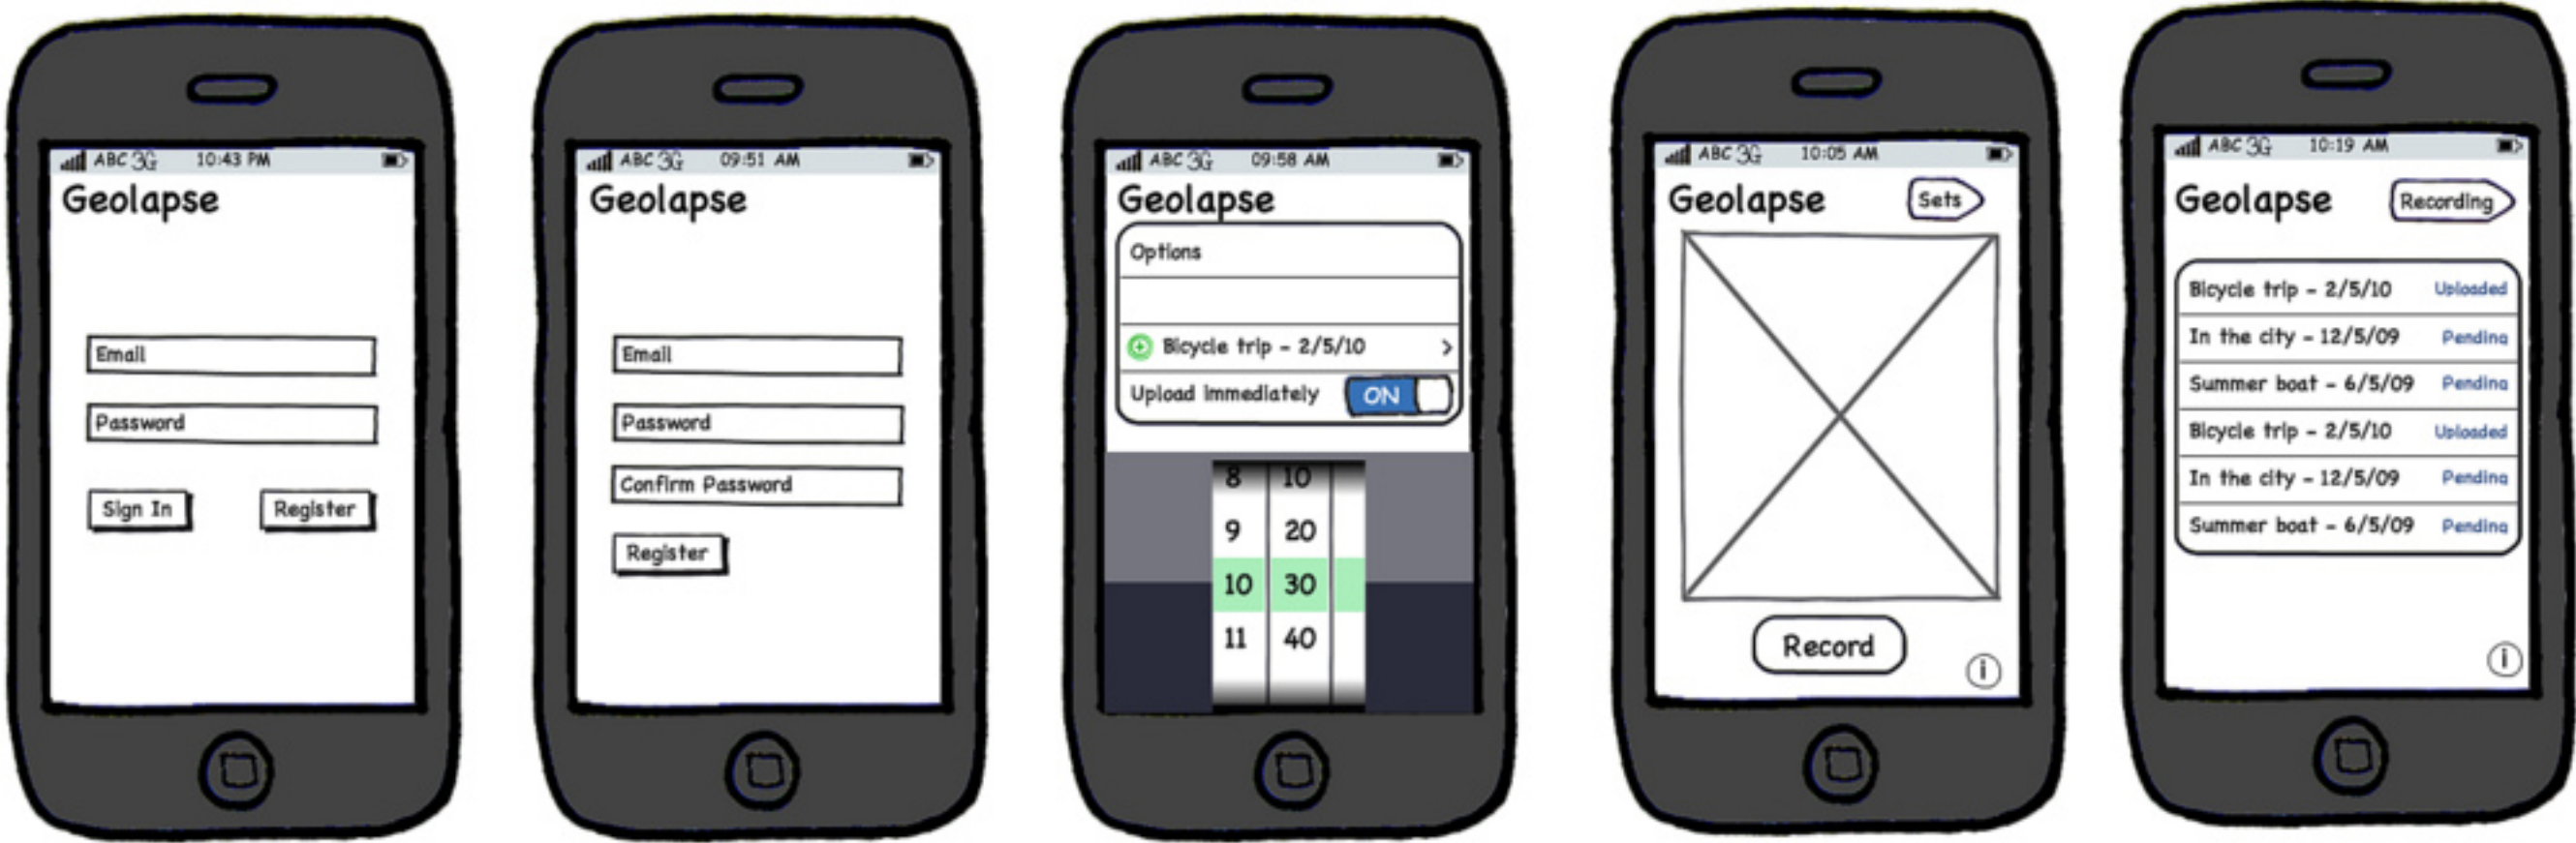 ABC 3G 10:43 PM
Geolapse
Email
Password
Sign In Register
ABC 3G 09:51 AM
Geolapse
Email
Password
Confirm Password
Register
ABC 3G 09:58 AM
Geolapse
Options
Bicycle trip - 2/5/10 >
Upload immediately ON
8 10
9 20
10 30
11 40
ABC 3G 10:05 AM
Geolapse Sets
Record
i
ABC 3G 10:19 AM
Geolapse Recording
Bicycle trip - 2/5/10 Uploaded
In the city - 12/5/09 Pending
Summer boat - 6/5/09 Pending
Bicycle trip - 2/5/10 Uploaded
In the city - 12/5/09 Pending
Summer boat - 6/5/09 Pending
i